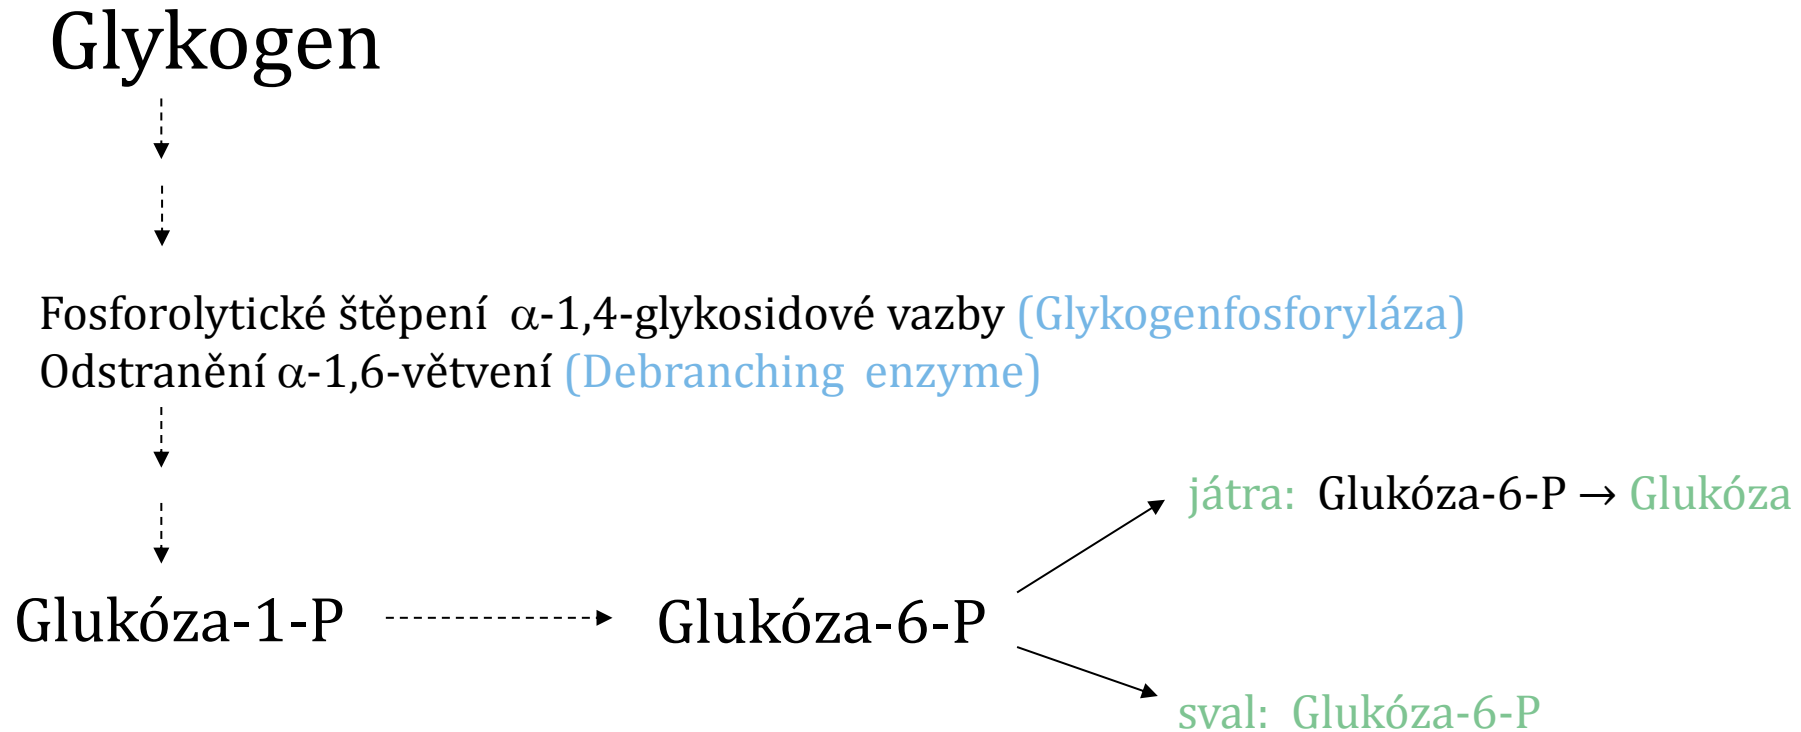 Glykogen
Fosforolytické štěpení α-1,4-glykosidové vazby (Glykogenfosforyláza)
Odstranění α-1,6-větvení (Debranching enzyme)
játra: Glukóza-6-P → Glukóza
Glukóza-1-P
Glukóza-6-P
sval: Glukóza-6-P